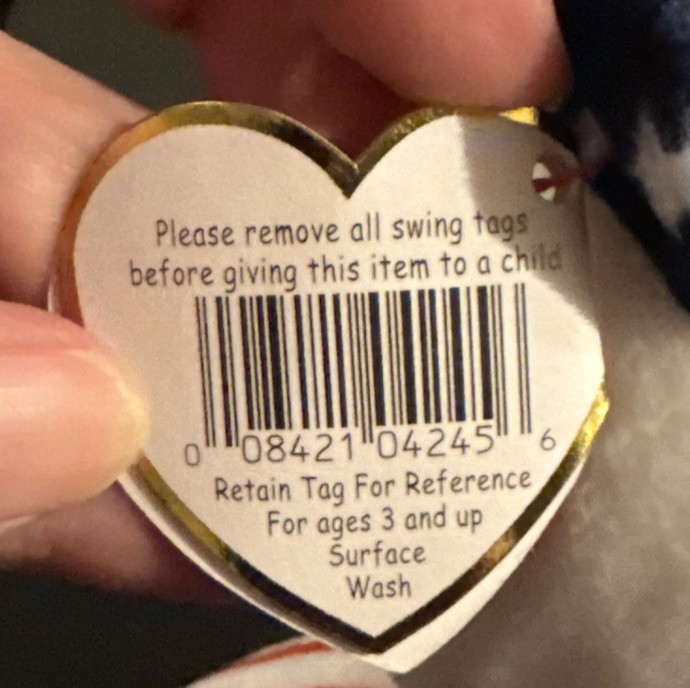 Please remove all swing tags
before giving this item to a child
0 08421 04245 6
Retain Tag For Reference
For ages 3 and up
Surface
Wash